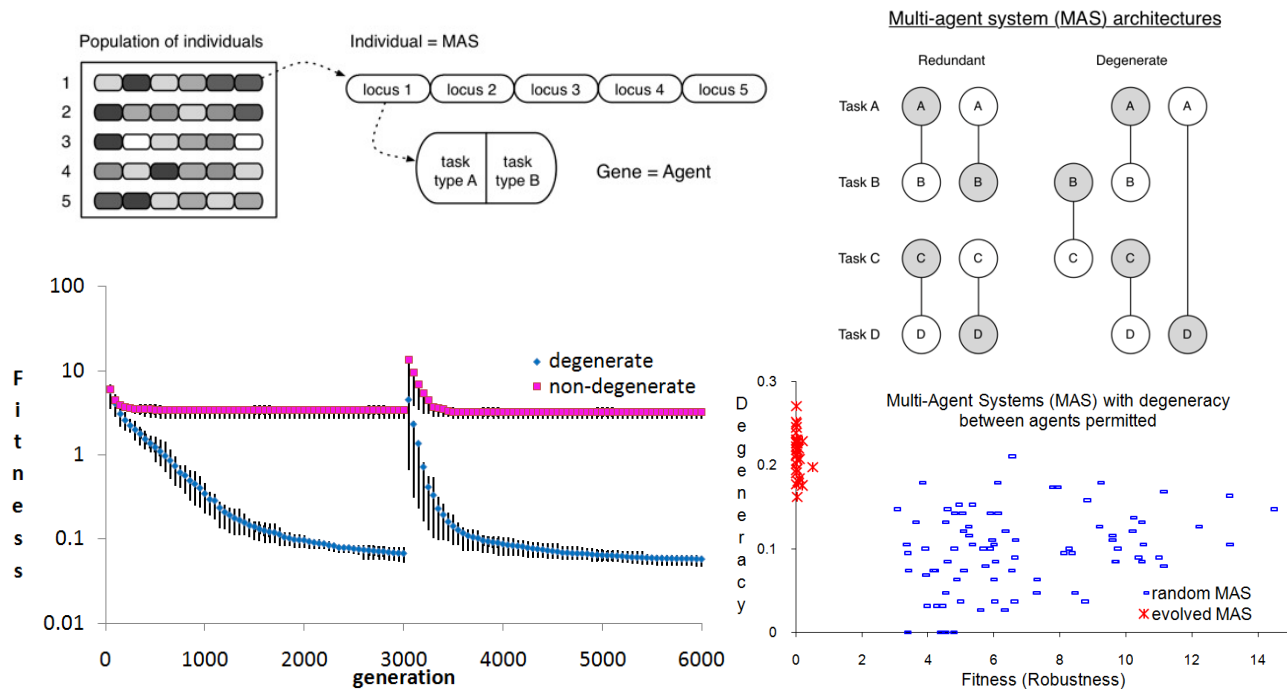 Population of individuals
1
2
3
4
5
Individual = MAS
locus 1 locus 2 locus 3 locus 4 locus 5
task type A
task type B
Gene = Agent
Multi-agent system (MAS) architectures
Redundant Degenerate
Task A A A A A
Task B B B B B
Task C C C C C
Task D D D D D
Fitness
100
10
1
0.1
0.01
degenerate
non-degenerate
0 1000 2000 3000 4000 5000 6000
generation
Degeneracy
0.3
0.2
0.1
0
Multi-Agent Systems (MAS) with degeneracy
between agents permitted
random MAS
evolved MAS
0 2 4 6 8 10 12 14
Fitness (Robustness)